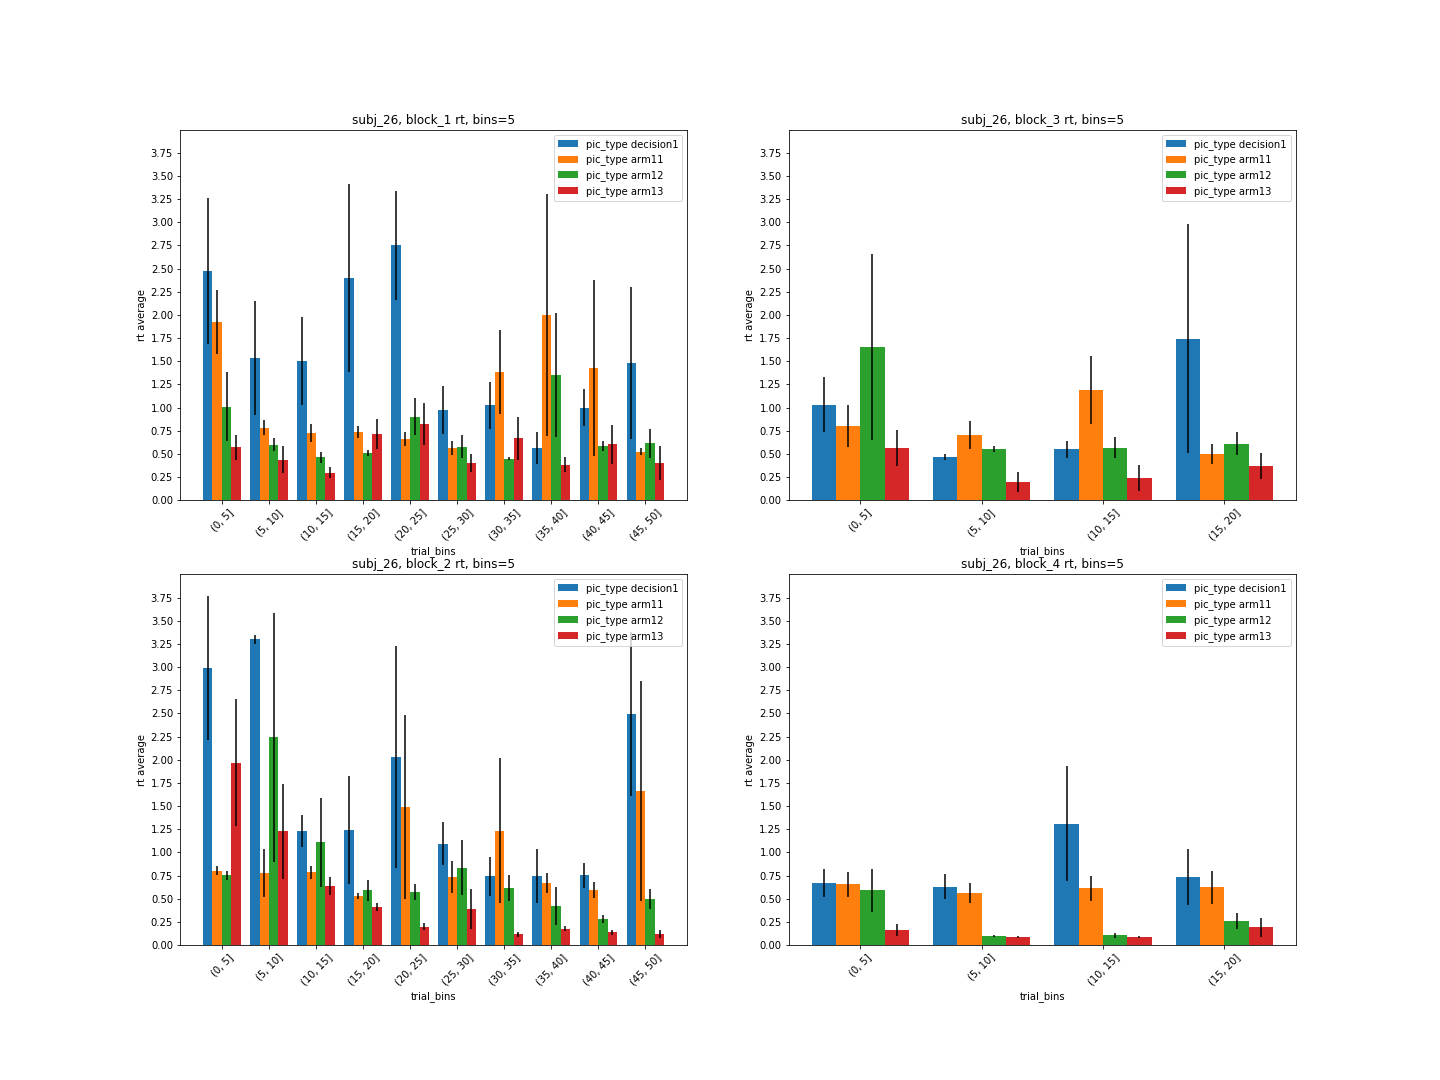 subj_26, block_1 rt, bins=5
rt average
3.75
3.50
3.25
3.00
2.75
2.50
2.25
2.00
1.75
1.50
1.25
1.00
0.75
0.50
0.25
0.00
pic_type decision1
pic_type arm11
pic_type arm12
pic_type arm13
(0, 5] (5, 10] (10, 15] (15, 20] (20, 25] (25, 30] (30, 35] (35, 40] (40, 45] (45, 50]
trial_bins
subj_26, block_3 rt, bins=5
rt average
3.75
3.50
3.25
3.00
2.75
2.50
2.25
2.00
1.75
1.50
1.25
1.00
0.75
0.50
0.25
0.00
pic_type decision1
pic_type arm11
pic_type arm12
pic_type arm13
(0, 5] (5, 10] (10, 15] (15, 20]
trial_bins
subj_26, block_2 rt, bins=5
rt average
3.75
3.50
3.25
3.00
2.75
2.50
2.25
2.00
1.75
1.50
1.25
1.00
0.75
0.50
0.25
0.00
pic_type decision1
pic_type arm11
pic_type arm12
pic_type arm13
(0, 5] (5, 10] (10, 15] (15, 20] (20, 25] (25, 30] (30, 35] (35, 40] (40, 45] (45, 50]
trial_bins
subj_26, block_4 rt, bins=5
rt average
3.75
3.50
3.25
3.00
2.75
2.50
2.25
2.00
1.75
1.50
1.25
1.00
0.75
0.50
0.25
0.00
pic_type decision1
pic_type arm11
pic_type arm12
pic_type arm13
(0, 5] (5, 10] (10, 15] (15, 20]
trial_bins